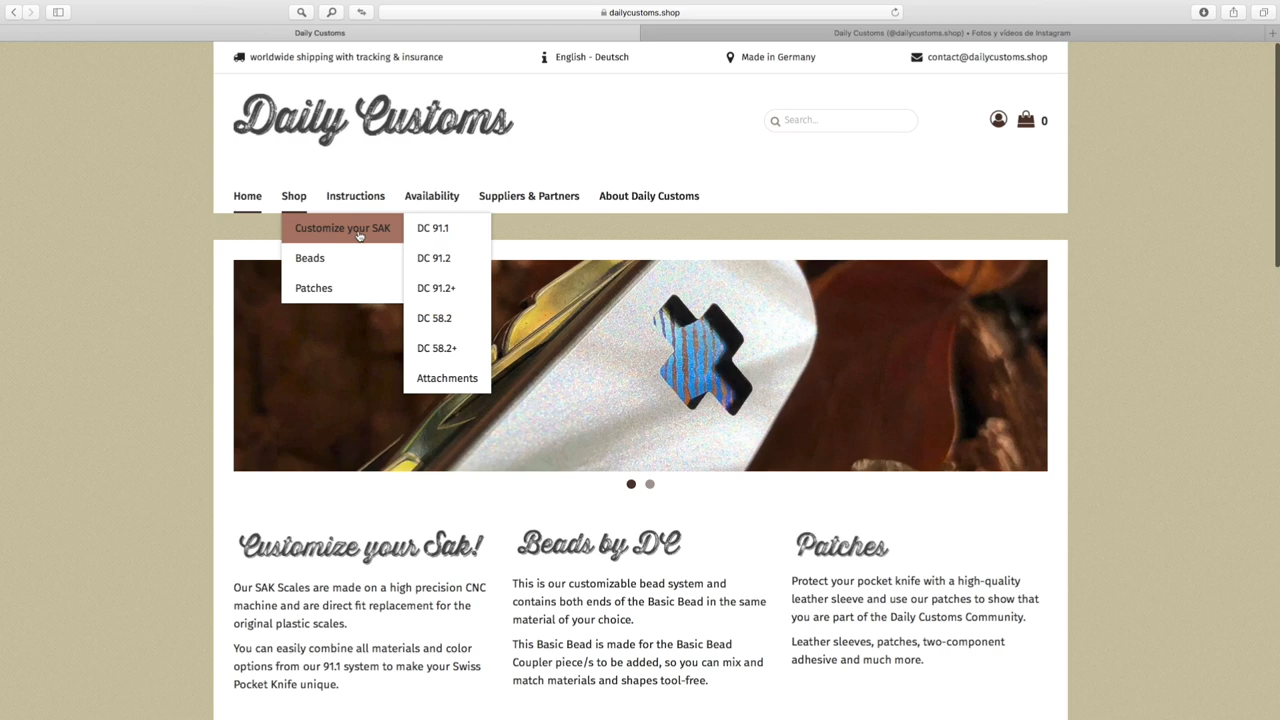 dailycustoms.shop
Daily Customs
Daily Customs (@dailycustoms.shop) • Fotos y vídeos de Instagram
worldwide shipping with tracking & insurance
English - Deutsch
Made in Germany
contact@dailycustoms.shop
Daily Customs
Search...
0
Home
Shop
Instructions
Availability
Suppliers & Partners
About Daily Customs
Customize your SAK
Beads
Patches
DC 91.1
DC 91.2
DC 91.2+
DC 58.2
DC 58.2+
Attachments
Customize your Sak!
Our SAK Scales are made on a high precision CNC
machine and are direct fit replacement for the
original plastic scales.
You can easily combine all materials and color
options from our 91.1 system to make your Swiss
Pocket Knife unique.
Beads by DC
This is our customizable bead system and
contains both ends of the Basic Bead in the same
material of your choice.
This Basic Bead is made for the Basic Bead
Coupler piece/s to be added, so you can mix and
match materials and shapes tool-free.
Patches
Protect your pocket knife with a high-quality
leather sleeve and use our patches to show that
you are part of the Daily Customs Community.
Leather sleeves, patches, two-component
adhesive and much more.